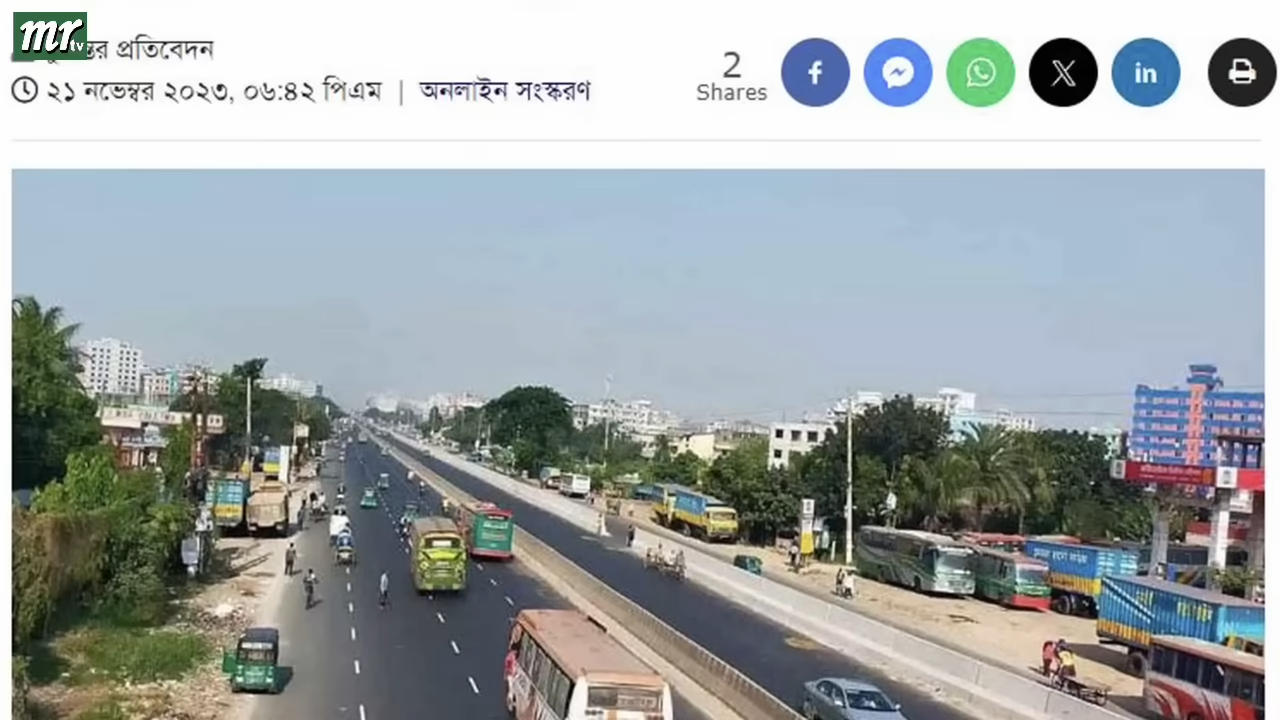 mr
tv
প্রতিবেদন
২১ নভেম্বর ২০২৩, ০৬:৪২ পিএম | অনলাইন সংস্করণ
2
Shares